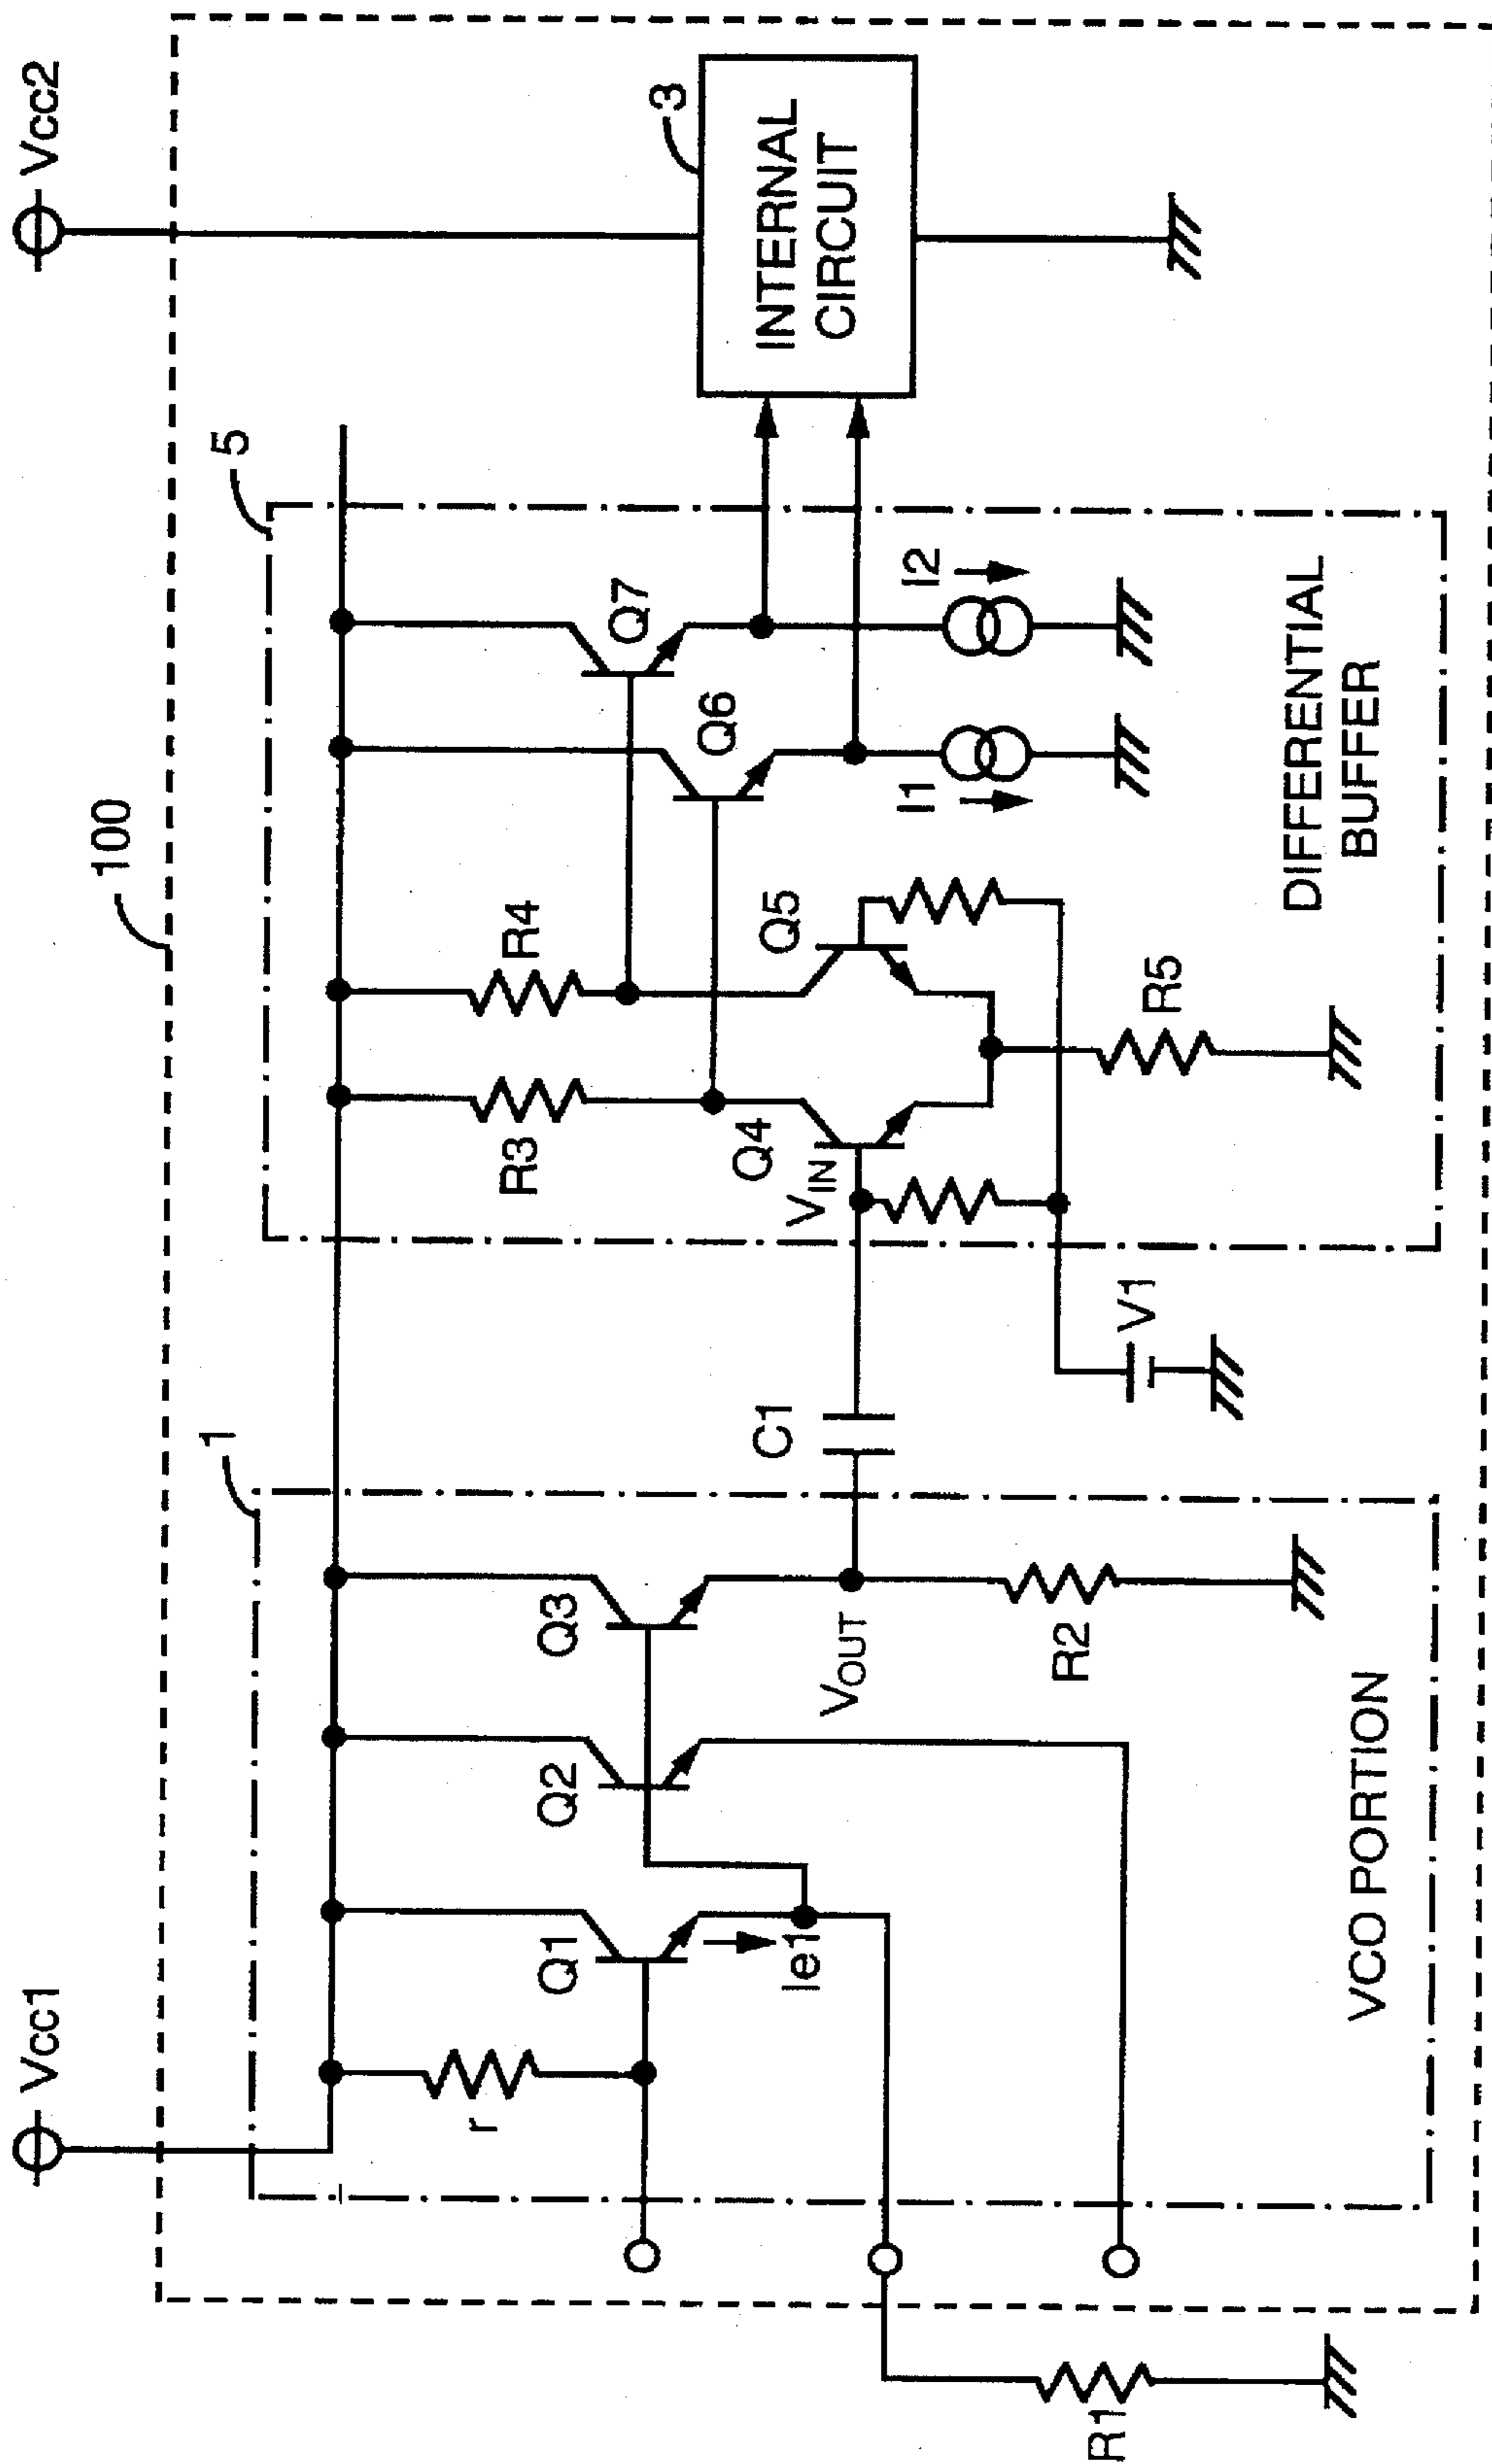 Vcc1
Vcc2
100
1
5
3
r
Q1
Ie1
Q2
Q3
VOUT
R2
VCO PORTION
R1
C1
V1
R3
R4
Q4
VIN
Q5
R5
Q6
Q7
I1
I2
DIFFERENTIAL
BUFFER
INTERNAL
CIRCUIT